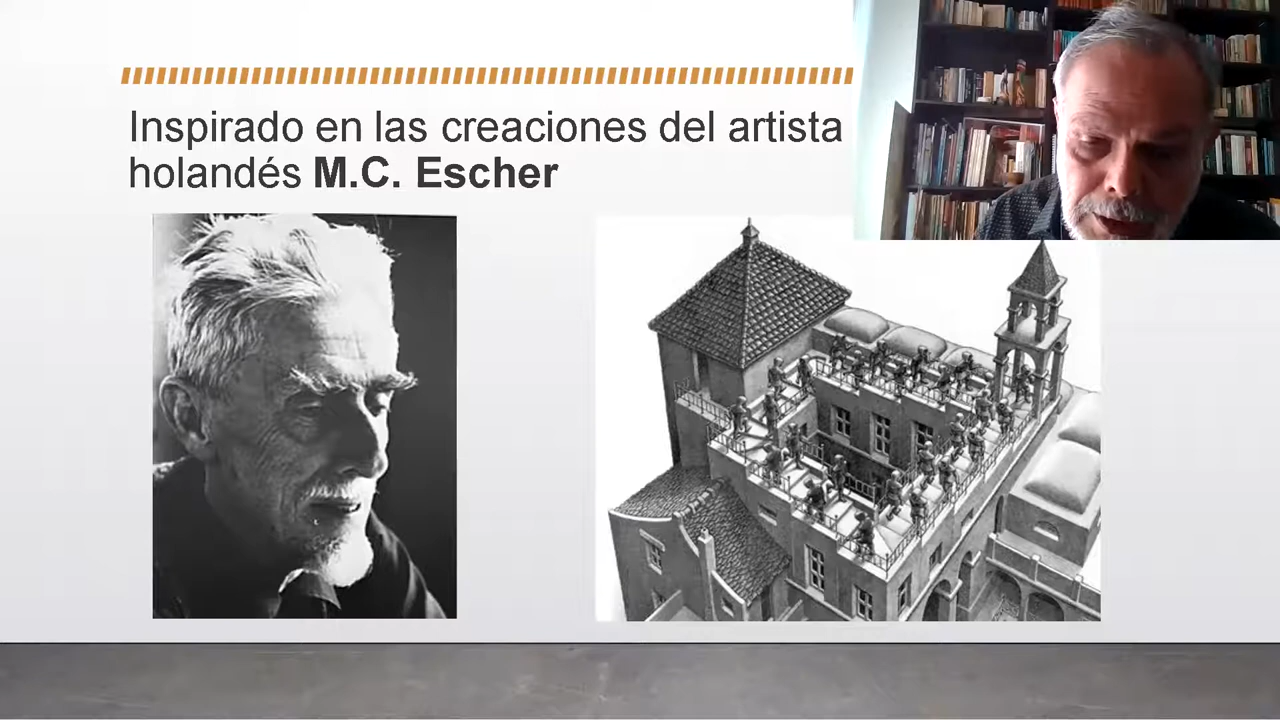 Inspirado en las creaciones del artista
holandés M.C. Escher